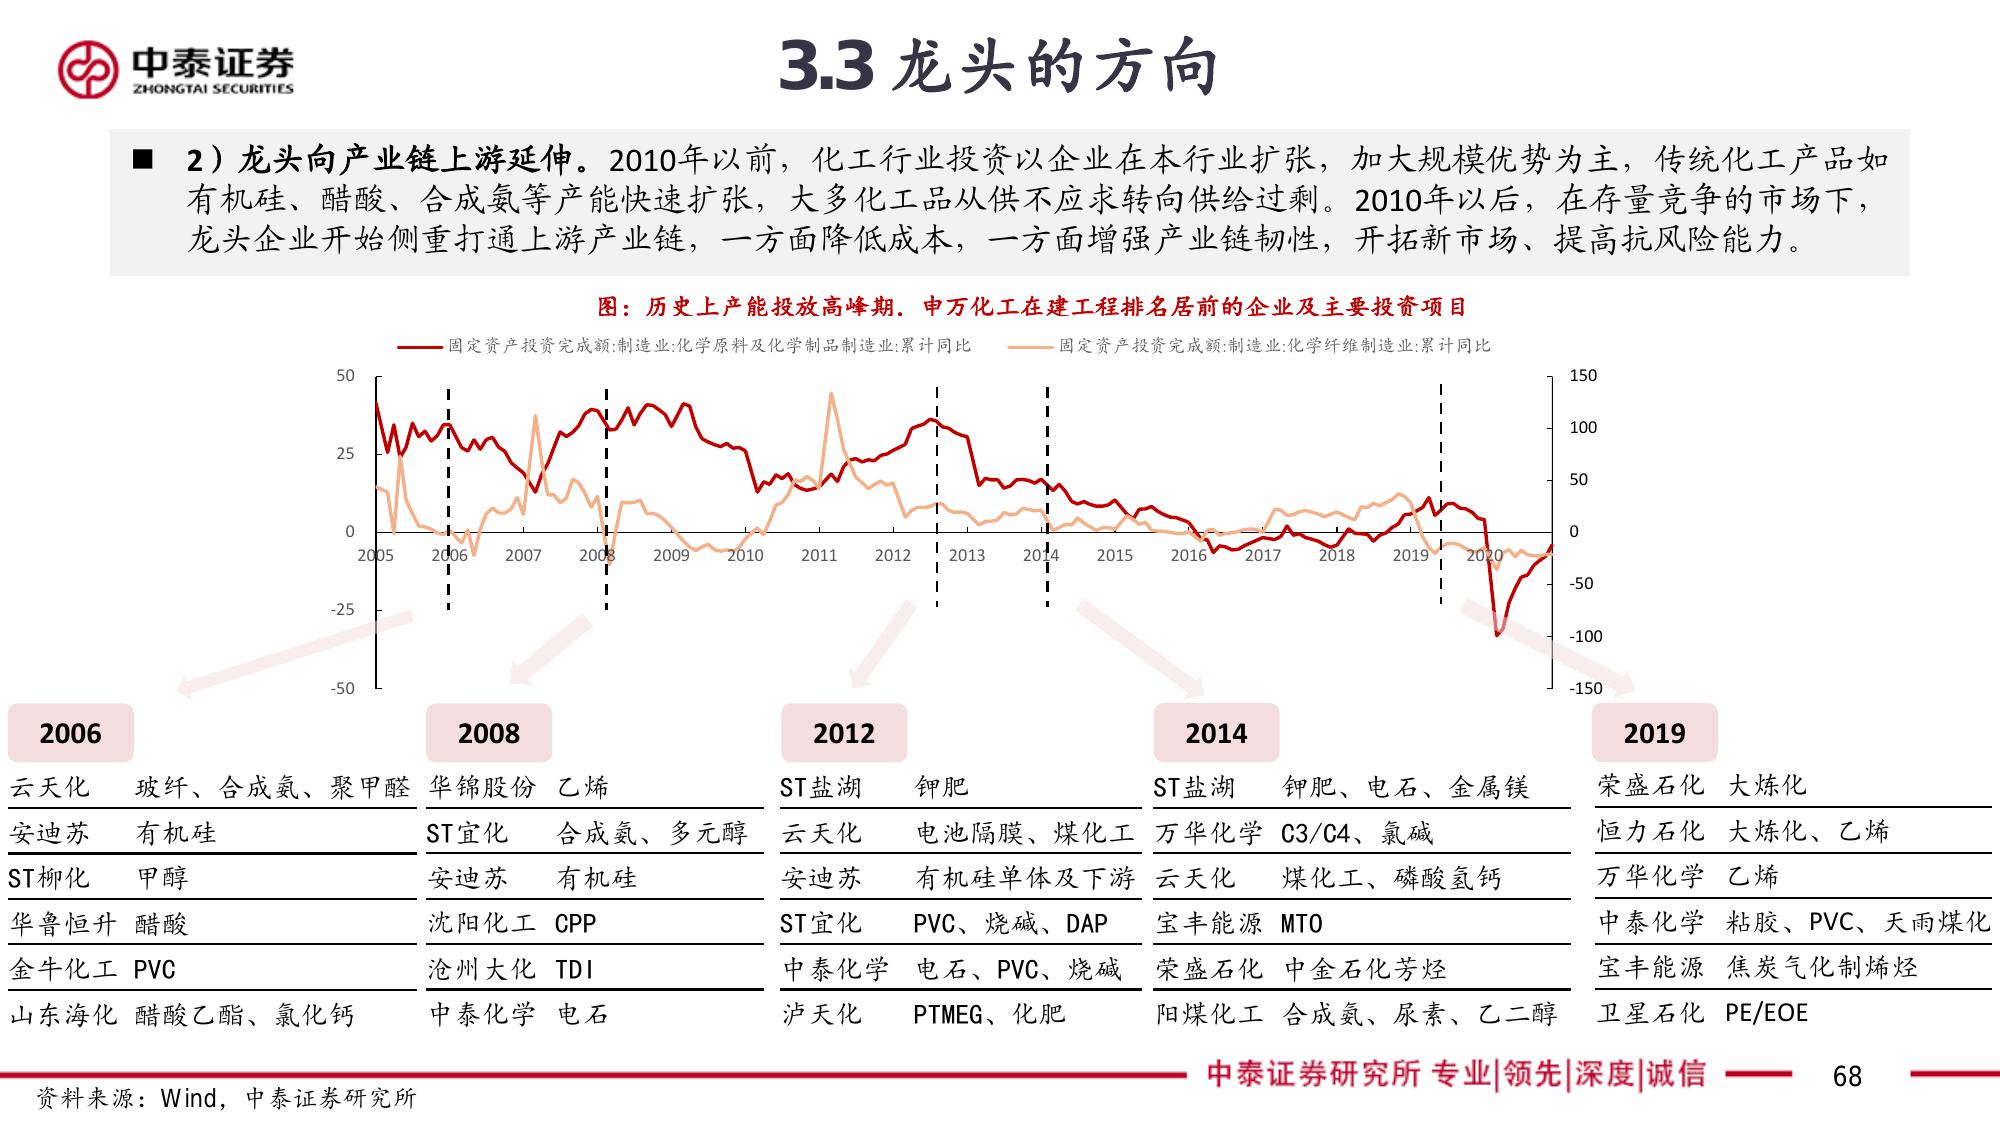 中泰证券
ZHONGTAI SECURITIES
3.3 龙头的方向
■ 2）龙头向产业链上游延伸。2010年以前，化工行业投资以企业在本行业扩张，加大规模优势为主，传统化工产品如
有机硅、醋酸、合成氨等产能快速扩张，大多化工品从供不应求转向供给过剩。2010年以后，在存量竞争的市场下，
龙头企业开始侧重打通上游产业链，一方面降低成本，一方面增强产业链韧性，开拓新市场、提高抗风险能力。
图：历史上产能投放高峰期，申万化工在建工程排名居前的企业及主要投资项目
固定资产投资完成额:制造业:化学原料及化学制品制造业:累计同比 固定资产投资完成额:制造业:化学纤维制造业:累计同比
50 150
100
25
50
0 0
2005 2006 2007 2008 2009 2010 2011 2012 2013 2014 2015 2016 2017 2018 2019 2020
-50
-25
-100
-50 -150
2006 2008 2012 2014 2019
云天化 玻纤、合成氨、聚甲醛 华锦股份 乙烯 ST盐湖 钾肥 ST盐湖 钾肥、电石、金属镁 荣盛石化 大炼化
安迪苏 有机硅 ST宜化 合成氨、多元醇 云天化 电池隔膜、煤化工 万华化学 C3/C4、氯碱 恒力石化 大炼化、乙烯
ST柳化 甲醇 安迪苏 有机硅 安迪苏 有机硅单体及下游 云天化 煤化工、磷酸氢钙 万华化学 乙烯
华鲁恒升 醋酸 沈阳化工 CPP ST宜化 PVC、烧碱、DAP 宝丰能源 MTO 中泰化学 粘胶、PVC、天雨煤化
金牛化工 PVC 沧州大化 TDI 中泰化学 电石、PVC、烧碱 荣盛石化 中金石化芳烃 宝丰能源 焦炭气化制烯烃
山东海化 醋酸乙酯、氯化钙 中泰化学 电石 泸天化 PTMEG、化肥 阳煤化工 合成氨、尿素、乙二醇 卫星石化 PE/EOE
中泰证券研究所 专业|领先|深度|诚信 68
资料来源：Wind，中泰证券研究所